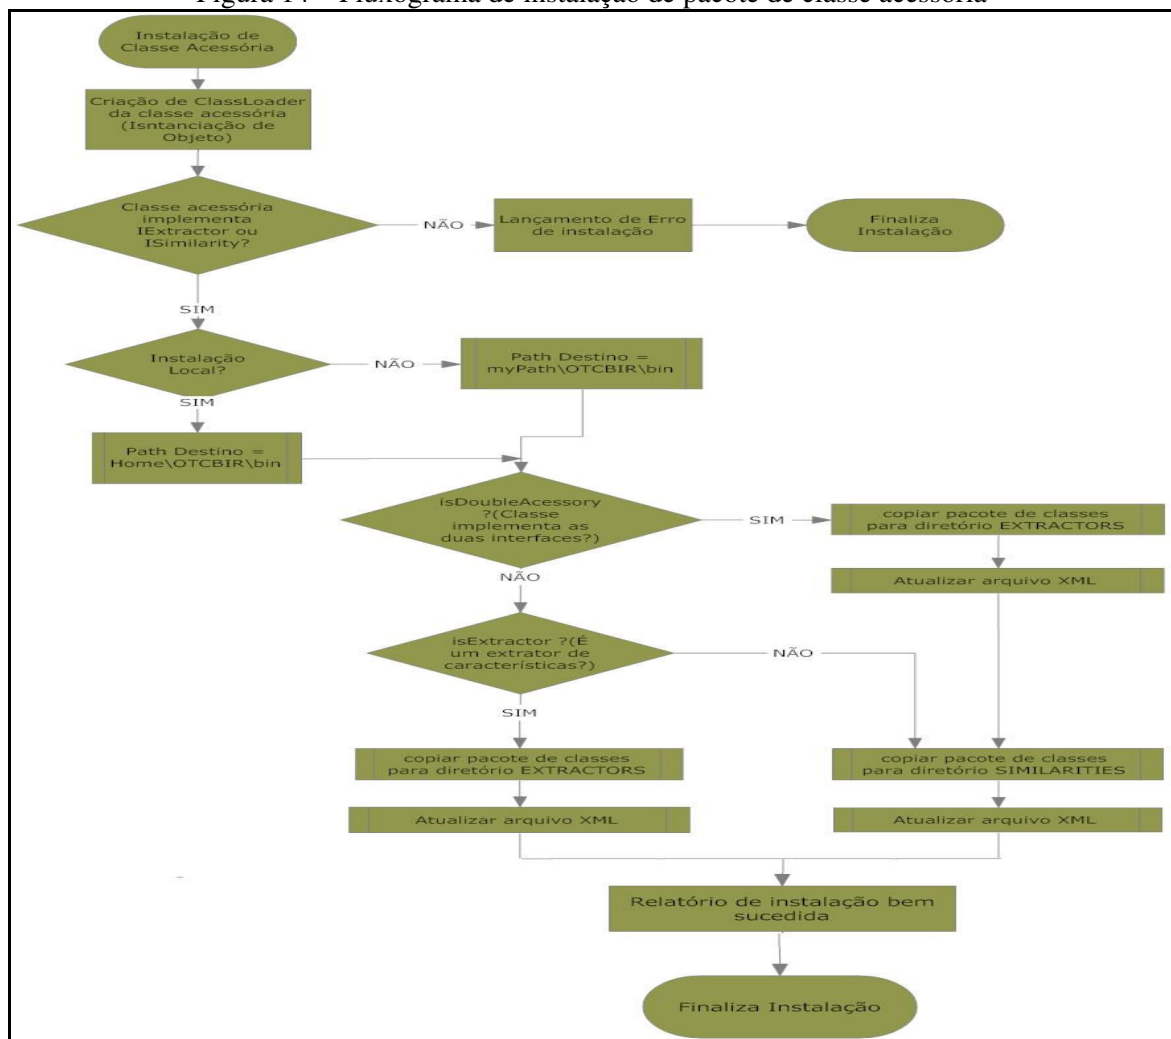 Figura 14 – Fluxograma de instalação de pacote de classe acessória
Instalação de
Classe Acessória
Criação de ClassLoader
da classe acessória
(Isntanciação de
Objeto)
Classe acessória
implementa
IExtractor ou
ISimilarity?
NÃO
Lançamento de Erro
de instalação
Finaliza
Instalação
SIM
Instalação
Local?
NÃO
Path Destino =
myPath\OTCBIR\bin
SIM
Path Destino =
Home\OTCBIR\bin
isDoubleAcessory
?(Classe
implementa as
duas interfaces?)
SIM
copiar pacote de classes
para diretório EXTRACTORS
Atualizar arquivo XML
NÃO
isExtractor ?(É
um extrator de
característícas?)
NÃO
SIM
copiar pacote de classes
para diretório EXTRACTORS
copiar pacote de classes
para diretório SIMILARITIES
Atualizar arquivo XML
Atualizar arquivo XML
Relatório de instalação bem
sucedida
Finaliza Instalação